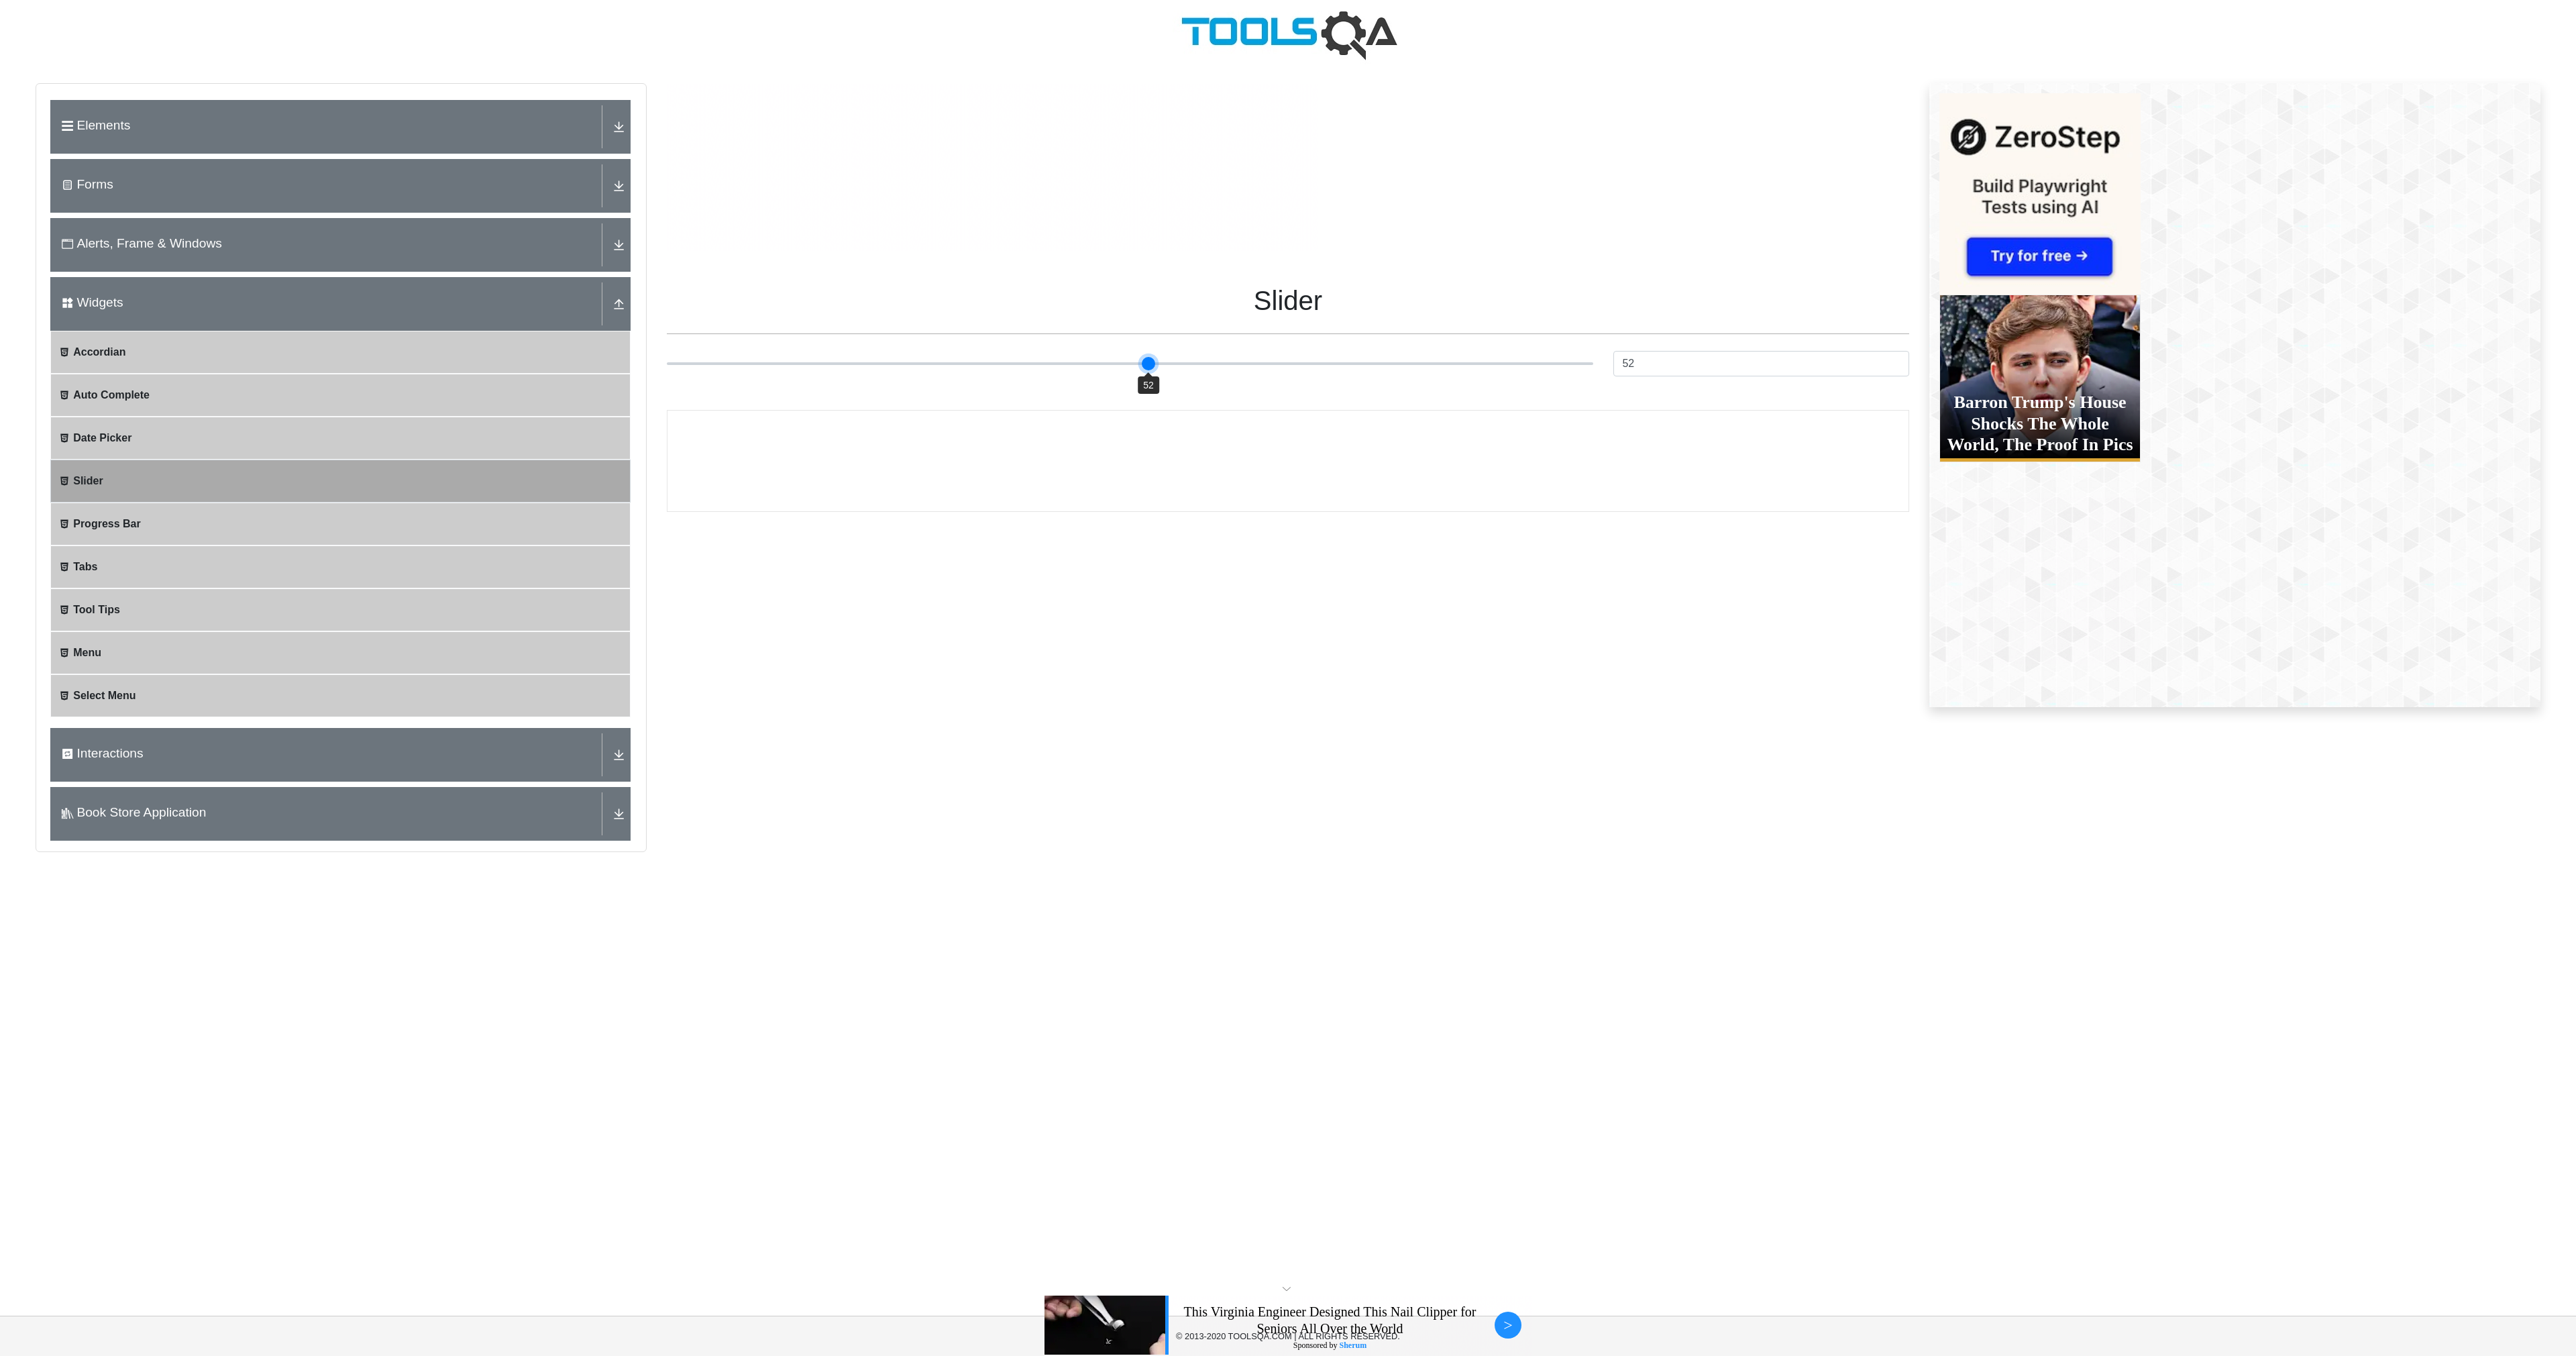 TOOLSQA
Elements
Forms
Alerts, Frame & Windows
Widgets
Accordian
Auto Complete
Date Picker
Slider
Progress Bar
Tabs
Tool Tips
Menu
Select Menu
Interactions
Book Store Application
Slider
52
52
ZeroStep
Build Playwright
Tests using AI
Try for free →
Barron Trump's House
Shocks The Whole
World, The Proof In Pics
This Virginia Engineer Designed This Nail Clipper for
Seniors All Over the World
© 2013-2020 TOOLSQA.COM | ALL RIGHTS RESERVED.
Sponsored by Sherum
>